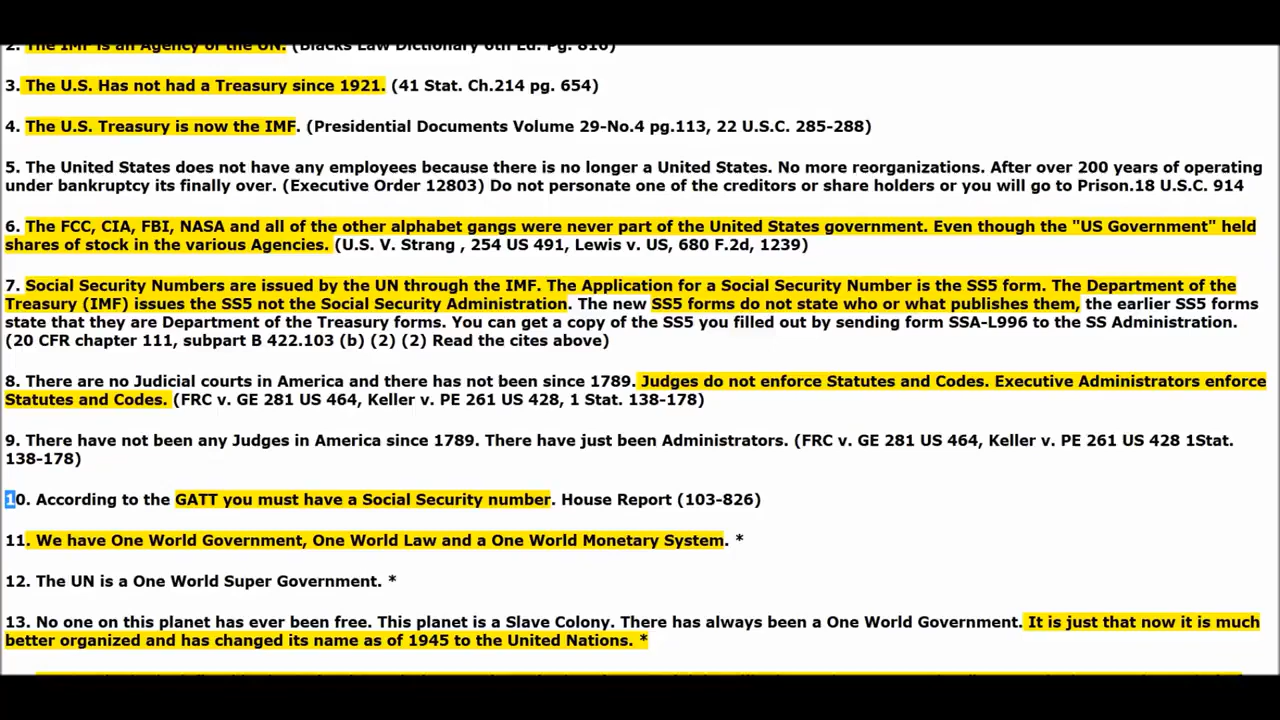 2. The IMF is an Agency of the UN. (Blacks Law Dictionary 6th Ed. Pg. 816)
3. The U.S. Has not had a Treasury since 1921. (41 Stat. Ch.214 pg. 654)
4. The U.S. Treasury is now the IMF. (Presidential Documents Volume 29-No.4 pg.113, 22 U.S.C. 285-288)
5. The United States does not have any employees because there is no longer a United States. No more reorganizations. After over 200 years of operating
under bankruptcy its finally over. (Executive Order 12803) Do not personate one of the creditors or share holders or you will go to Prison.18 U.S.C. 914
6. The FCC, CIA, FBI, NASA and all of the other alphabet gangs were never part of the United States government. Even though the "US Government" held
shares of stock in the various Agencies. (U.S. V. Strang , 254 US 491, Lewis v. US, 680 F.2d, 1239)
7. Social Security Numbers are issued by the UN through the IMF. The Application for a Social Security Number is the SS5 form. The Department of the
Treasury (IMF) issues the SS5 not the Social Security Administration. The new SS5 forms do not state who or what publishes them, the earlier SS5 forms
state that they are Department of the Treasury forms. You can get a copy of the SS5 you filled out by sending form SSA-L996 to the SS Administration.
(20 CFR chapter 111, subpart B 422.103 (b) (2) (2) Read the cites above)
8. There are no Judicial courts in America and there has not been since 1789. Judges do not enforce Statutes and Codes. Executive Administrators enforce
Statutes and Codes. (FRC v. GE 281 US 464, Keller v. PE 261 US 428, 1 Stat. 138-178)
9. There have not been any Judges in America since 1789. There have just been Administrators. (FRC v. GE 281 US 464, Keller v. PE 261 US 428 1Stat.
138-178)
10. According to the GATT you must have a Social Security number. House Report (103-826)
11. We have One World Government, One World Law and a One World Monetary System. *
12. The UN is a One World Super Government. *
13. No one on this planet has ever been free. This planet is a Slave Colony. There has always been a One World Government. It is just that now it is much
better organized and has changed its name as of 1945 to the United Nations. *